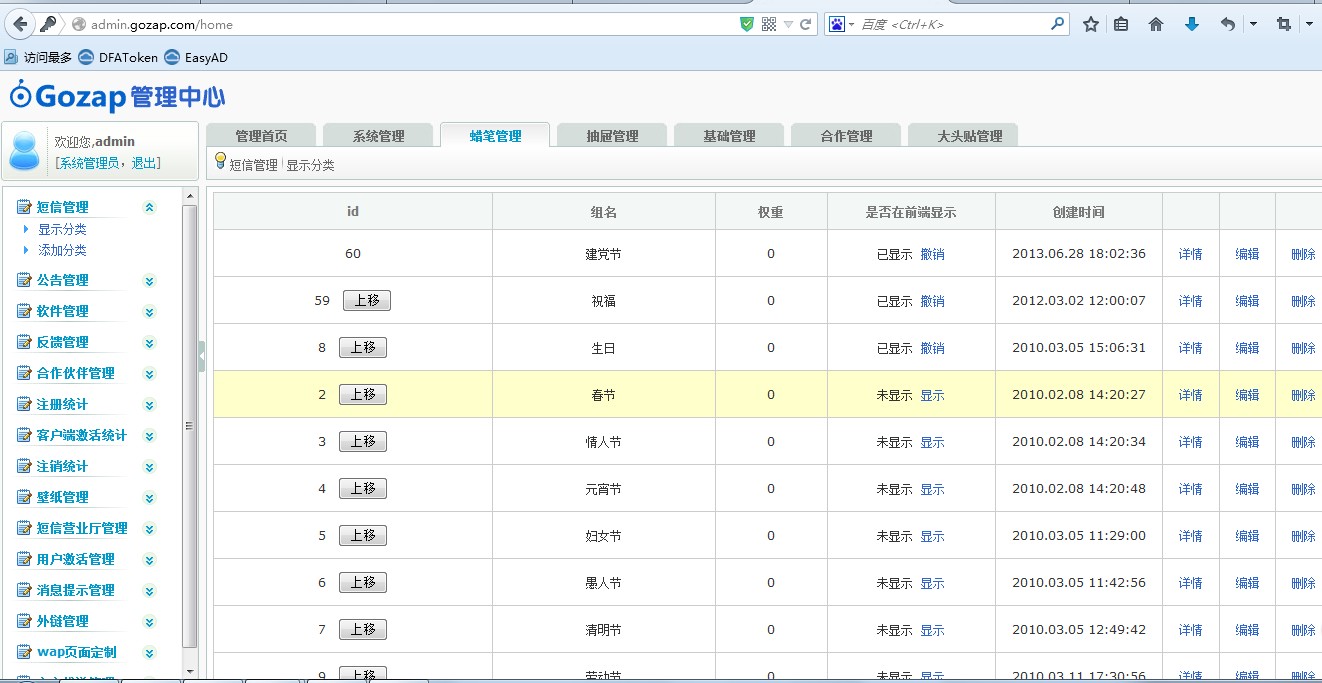 admin.gozap.com/home
百度 <Ctrl+K>
访问最多 DFAToken EasyAD
Gozap 管理中心
欢迎您,admin
[系统管理员，退出]
管理首页 系统管理 蜡笔管理 抽屉管理 基础管理 合作管理 大头贴管理
短信管理 显示分类
短信管理
显示分类
添加分类
公告管理
软件管理
反馈管理
合作伙伴管理
注册统计
客户端激活统计
注销统计
壁纸管理
短信营业厅管理
用户激活管理
消息提示管理
外链管理
wap页面定制
id 组名 权重 是否在前端显示 创建时间
60 建党节 0 已显示 撤销 2013.06.28 18:02:36 详情 编辑 删除
59 上移 祝福 0 已显示 撤销 2012.03.02 12:00:07 详情 编辑 删除
8 上移 生日 0 已显示 撤销 2010.03.05 15:06:31 详情 编辑 删除
2 上移 春节 0 未显示 显示 2010.02.08 14:20:27 详情 编辑 删除
3 上移 情人节 0 未显示 显示 2010.02.08 14:20:34 详情 编辑 删除
4 上移 元宵节 0 未显示 显示 2010.02.08 14:20:48 详情 编辑 删除
5 上移 妇女节 0 未显示 显示 2010.03.05 11:29:00 详情 编辑 删除
6 上移 愚人节 0 未显示 显示 2010.03.05 11:42:56 详情 编辑 删除
7 上移 清明节 0 未显示 显示 2010.03.05 12:49:42 详情 编辑 删除
9 上移 劳动节 0 未显示 显示 2010.03.11 17:30:56 详情 编辑 删除